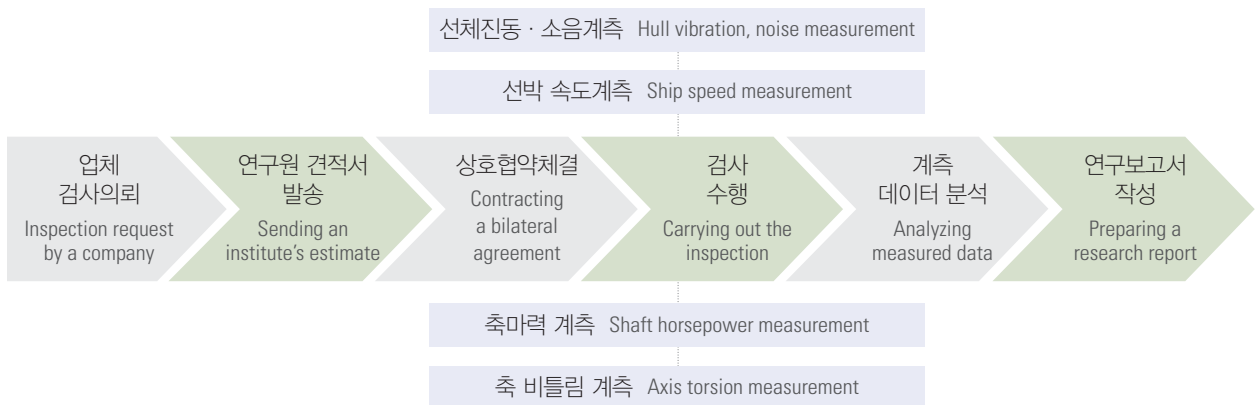 선체진동 · 소음계측 Hull vibration, noise measurement
선박 속도계측 Ship speed measurement
업체
검사의뢰
Inspection request
by a company
연구원 견적서
발송
Sending an
institute's estimate
상호협약체결
Contracting
a bilateral
agreement
검사
수행
Carrying out the
inspection
계측
데이터 분석
Analyzing
measured data
연구보고서
작성
Preparing a
research report
축마력 계측 Shaft horsepower measurement
축 비틀림 계측 Axis torsion measurement